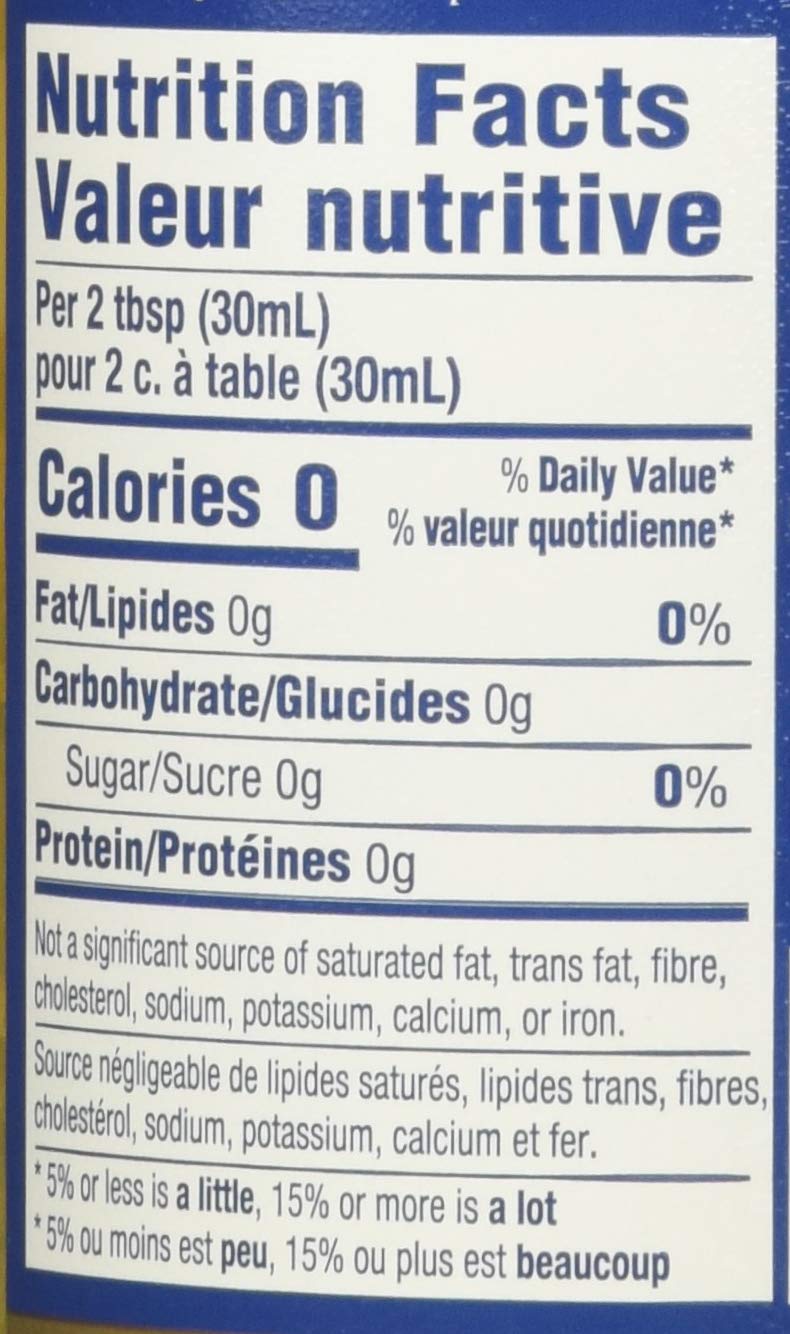 Nutrition Facts
Valeur nutritive
Per 2 tbsp (30mL)
pour 2 c. à table (30mL)
Calories 0
% Daily Value*
% valeur quotidienne*
Fat/Lipides 0g 0%
Carbohydrate/Glucides 0g
Sugar/Sucre 0g 0%
Protein/Protéines 0g
Not a significant source of saturated fat, trans fat, fibre,
cholesterol, sodium, potassium, calcium, or iron.
Source négligeable de lipides saturés, lipides trans, fibres,
cholestérol, sodium, potassium, calcium et fer.
*5% or less is a little, 15% or more is a lot
*5% ou moins est peu, 15% ou plus est beaucoup